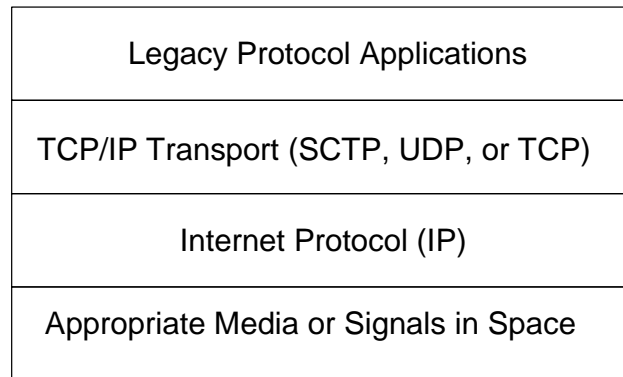 Legacy Protocol Applications
TCP/IP Transport (SCTP, UDP, or TCP)
Internet Protocol (IP)
Appropriate Media or Signals in Space